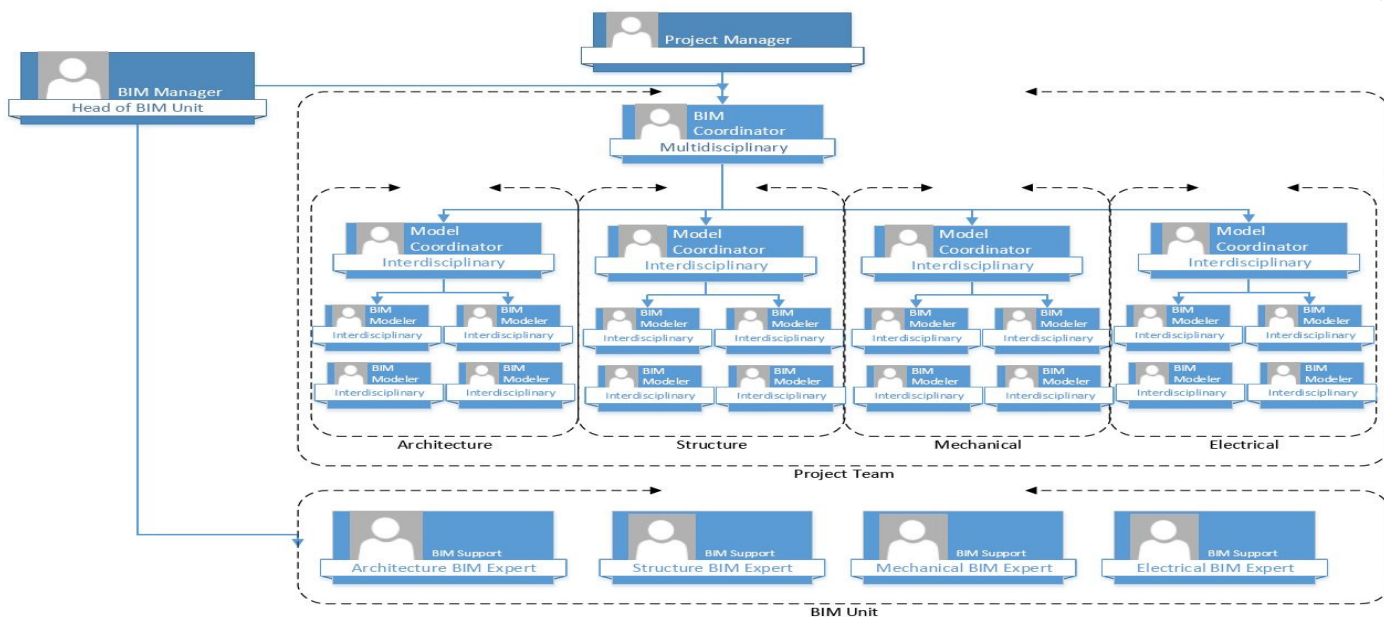 Project Manager
BIM Manager
Head of BIM Unit
BIM
Coordinator
Multidisciplinary
Model
Coordinator
Interdisciplinary
Model
Coordinator
Interdisciplinary
Model
Coordinator
Interdisciplinary
Model
Coordinator
Interdisciplinary
BIM
Modeler
Interdisciplinary
BIM
Modeler
Interdisciplinary
BIM
Modeler
Interdisciplinary
BIM
Modeler
Interdisciplinary
BIM
Modeler
Interdisciplinary
BIM
Modeler
Interdisciplinary
BIM
Modeler
Interdisciplinary
BIM
Modeler
Interdisciplinary
BIM
Modeler
Interdisciplinary
BIM
Modeler
Interdisciplinary
BIM
Modeler
Interdisciplinary
BIM
Modeler
Interdisciplinary
BIM
Modeler
Interdisciplinary
BIM
Modeler
Interdisciplinary
BIM
Modeler
Interdisciplinary
BIM
Modeler
Interdisciplinary
Architecture
Structure
Mechanical
Electrical
Project Team
BIM Support
Architecture BIM Expert
BIM Support
Structure BIM Expert
BIM Support
Mechanical BIM Expert
BIM Support
Electrical BIM Expert
BIM Unit